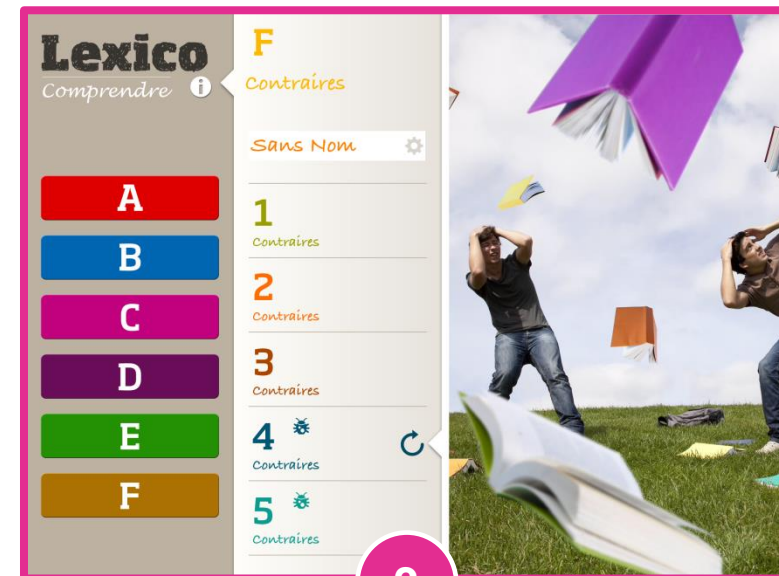 Lexico
Comprendre i
A
B
C
D
E
F
F
Contraires
Sans Nom
1
Contraires
2
Contraires
3
Contraires
4
Contraires
5
Contraires